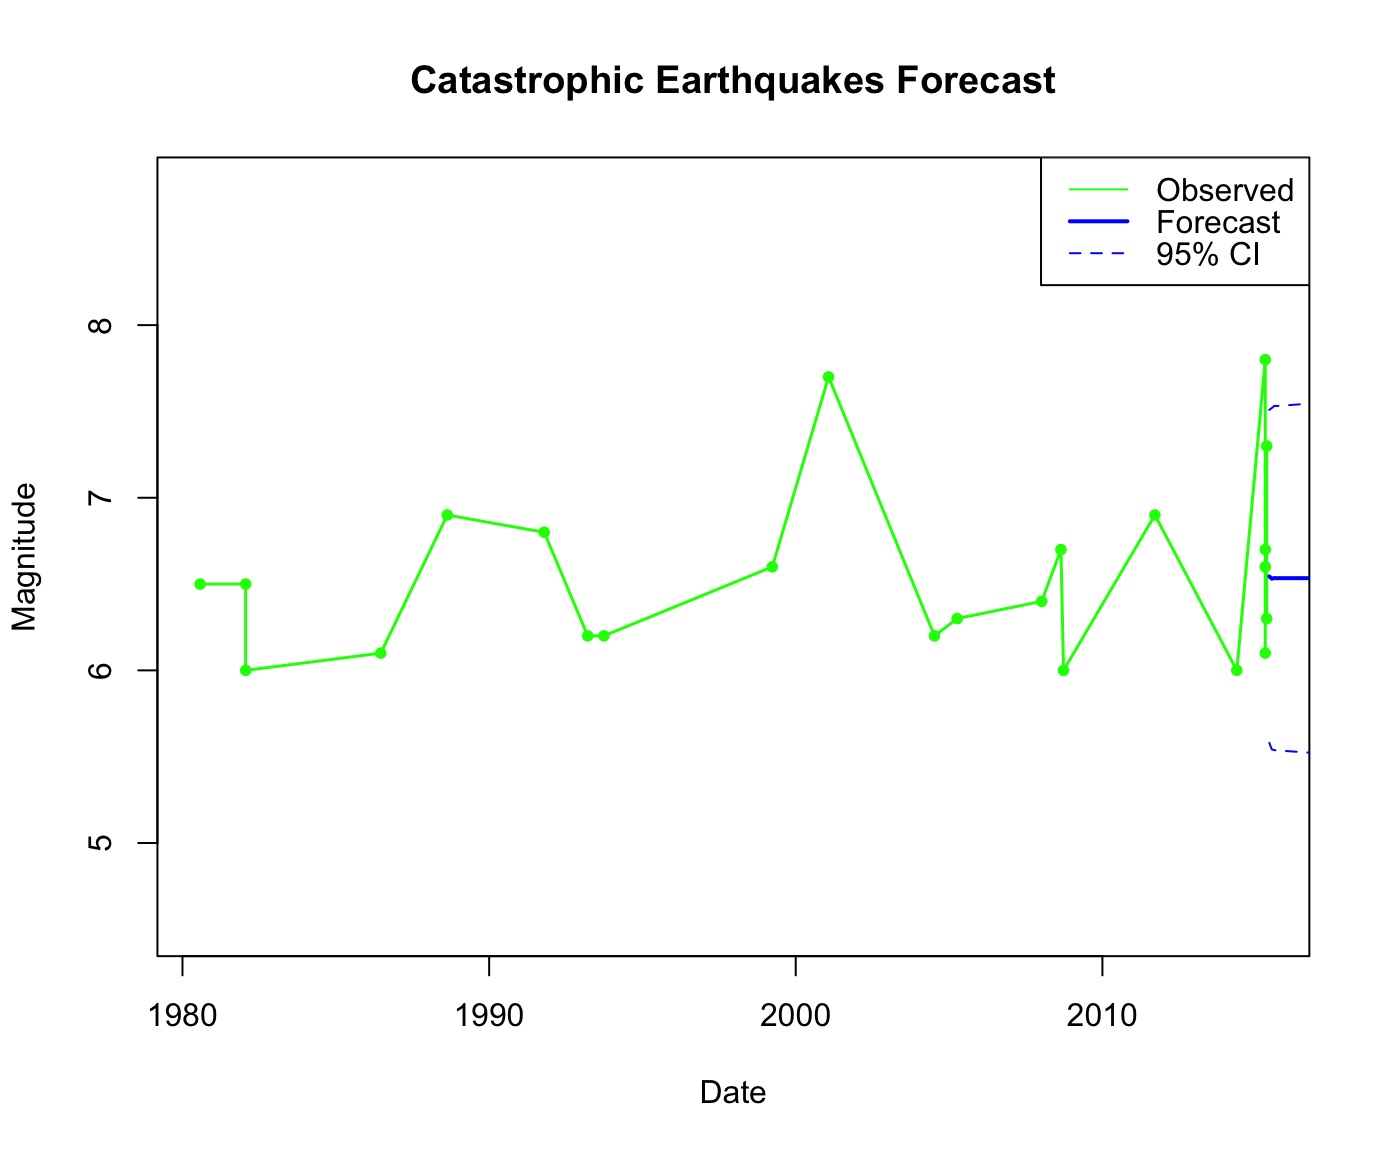 Catastrophic Earthquakes Forecast
Observed
Forecast
95% CI
8
7
6
5
Magnitude
1980 1990 2000 2010
Date